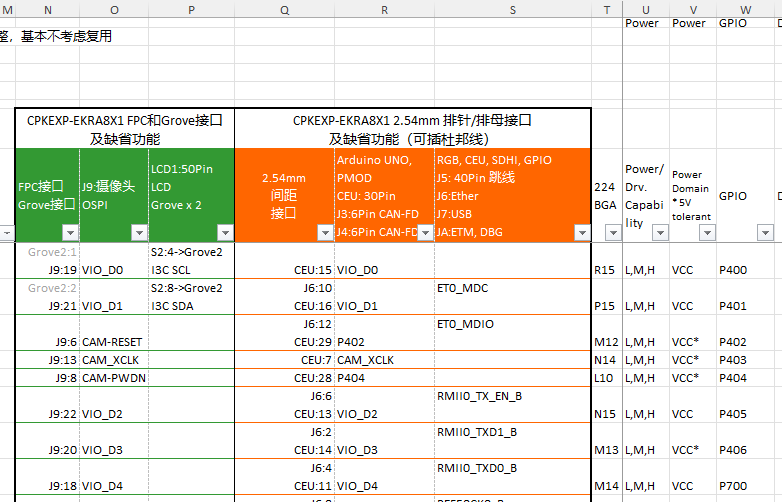 M N O P Q R S T U V W
Power Power GPIO
整，基本不考虑复用
CPKEXP-EKRA8X1 FPC和Grove接口
及缺省功能
CPKEXP-EKRA8X1 2.54mm 排针/排母接口
及缺省功能（可插杜邦线）
FPC接口
Grove接口
J9:摄像头
OSPI
LCD1:50Pin
LCD
Grove x 2
2.54mm
间距
接口
Arduino UNO,
PMOD
CEU: 30Pin
J3:6Pin CAN-FD
J4:6Pin CAN-FD
RGB, CEU, SDHI, GPIO
J5: 40Pin 跳线
J6:Ether
J7:USB
JA:ETM, DBG
224
BGA
Power/
Drv.
Capabi
lity
Power
Domain
*5V
tolerant
GPIO
Grove2:1 S2:4->Grove2
J9:19 VIO_D0 I3C SCL CEU:15 VIO_D0 R15 L,M,H VCC P400
Grove2:2 S2:8->Grove2 J6:10 ET0_MDC
J9:21 VIO_D1 I3C SDA CEU:16 VIO_D1 P15 L,M,H VCC P401
J6:12 ET0_MDIO
J9:6 CAM-RESET CEU:29 P402 M12 L,M,H VCC* P402
J9:13 CAM_XCLK CEU:7 CAM_XCLK N14 L,M,H VCC* P403
J9:8 CAM-PWDN CEU:28 P404 L10 L,M,H VCC* P404
J6:6 RMII0_TX_EN_B
J9:22 VIO_D2 CEU:13 VIO_D2 N15 L,M,H VCC P405
J6:2 RMII0_TXD1_B
J9:20 VIO_D3 CEU:14 VIO_D3 M13 L,M,H VCC* P406
J6:4 RMII0_TXD0_B
J9:18 VIO_D4 CEU:11 VIO_D4 M14 L,M,H VCC P700